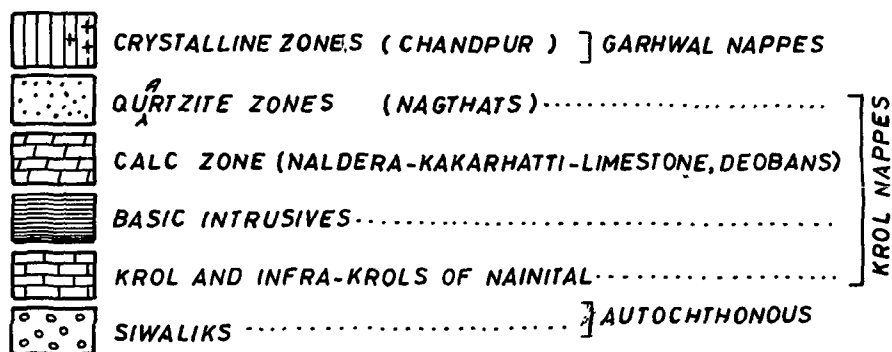 CRYSTALLINE ZONES (CHANDPUR) ] GARHWAL NAPPES
QUARTZITE ZONES (NAGTHATS)
CALC ZONE (NALDERA-KAKARHATTI-LIMESTONE, DEOBANS)
BASIC INTRUSIVES
KROL AND INFRA-KROLS OF NAINITAL
KROL NAPPES
SIWALIKS ] AUTOCHTHONOUS